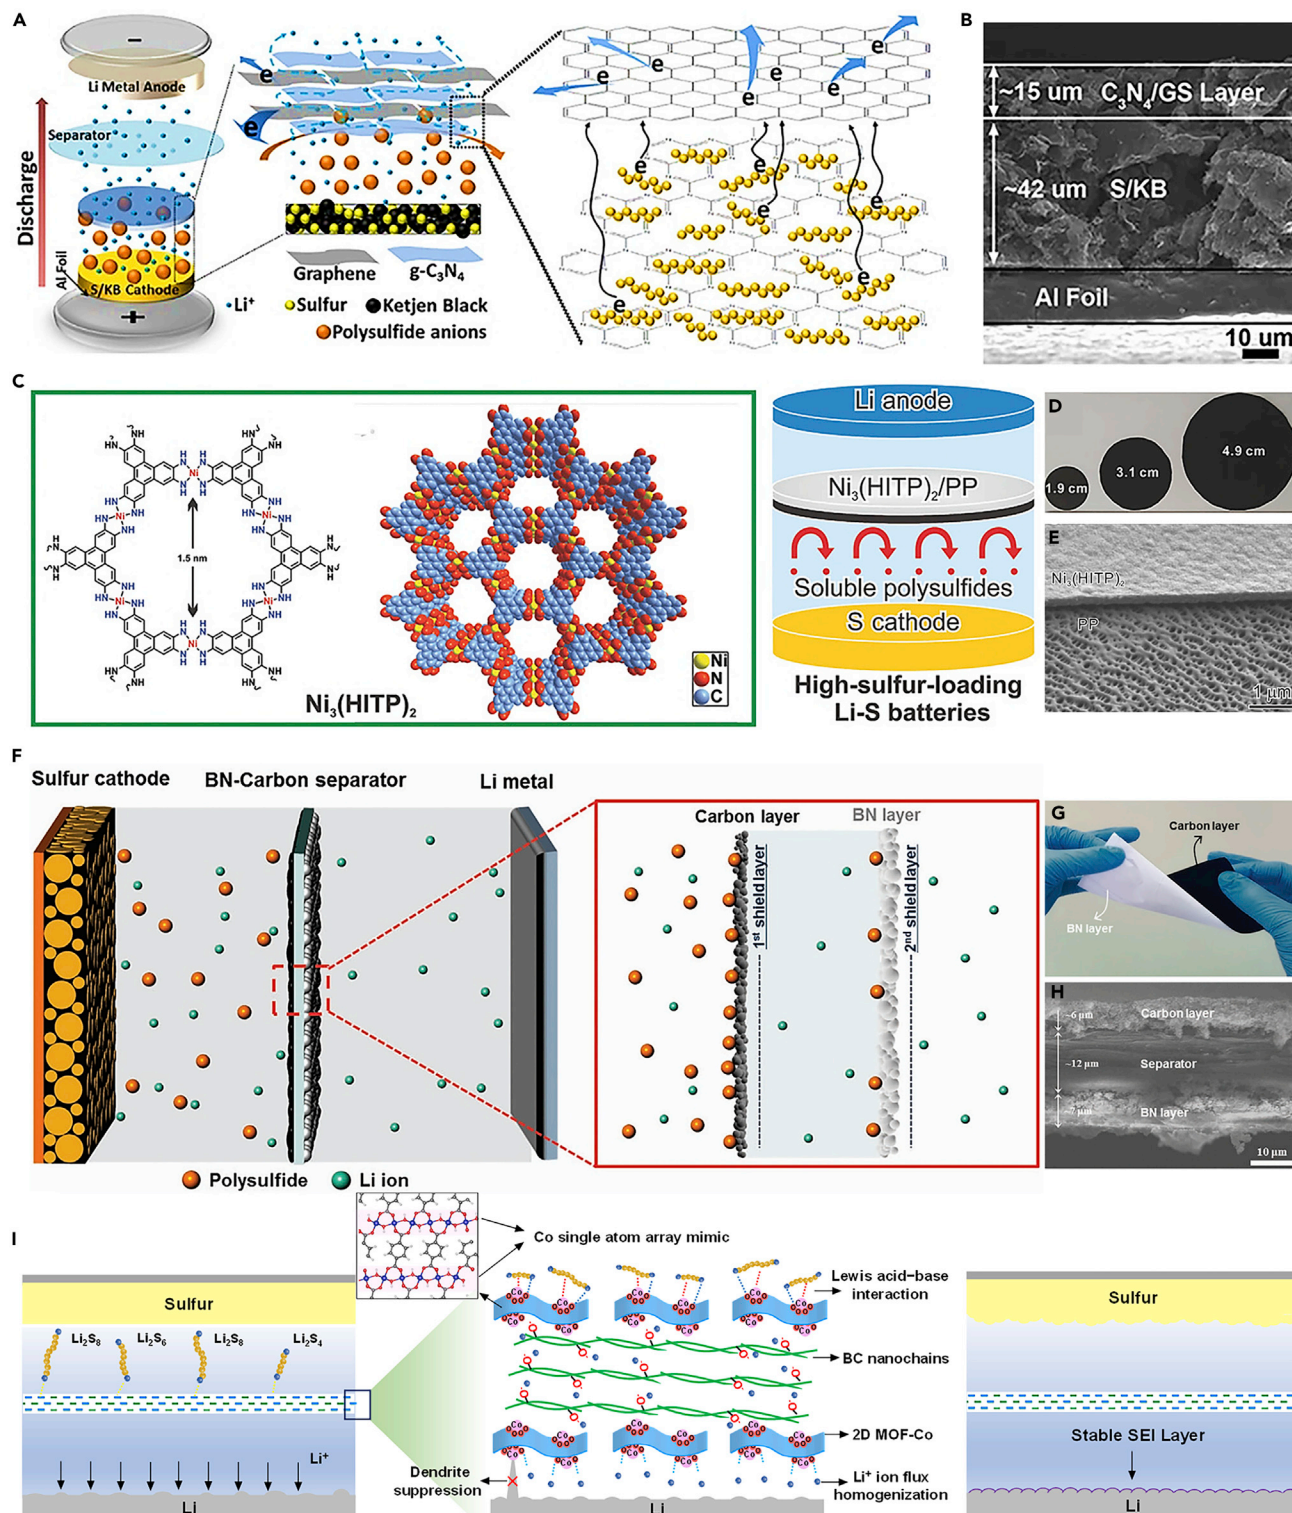 A
−
Li Metal Anode
Separator
Discharge
Al Foil
S/KB Cathode
+
e
e
Graphene
g-C₃N₄
Li⁺
Sulfur
Ketjen Black
Polysulfide anions
e
e
e
e
e
e
e
e
e
e
B
~15 um C₃N₄/GS Layer
~42 um S/KB
Al Foil
10 um
C
1.5 nm
Ni₃(HITP)₂
Ni
N
C
Li anode
Ni₃(HITP)₂/PP
Soluble polysulfides
S cathode
High-sulfur-loading
Li-S batteries
D
1.9 cm
3.1 cm
4.9 cm
E
Ni₃(HITP)₂
PP
1 μm
F
Sulfur cathode
BN-Carbon separator
Li metal
Carbon layer
BN layer
1st shield layer
2nd shield layer
Polysulfide
Li ion
G
Carbon layer
BN layer
H
~6 μm
Carbon layer
~12 μm
Separator
~7 μm
BN layer
10 μm
I
Sulfur
Li₂S₈
Li₂S₆
Li₂S₈
Li₂S₄
Li⁺
Li
Co single atom array mimic
Lewis acid–base
interaction
BC nanochains
2D MOF-Co
Dendrite
suppression
Li⁺ ion flux
homogenization
Li
Sulfur
Stable SEI Layer
Li